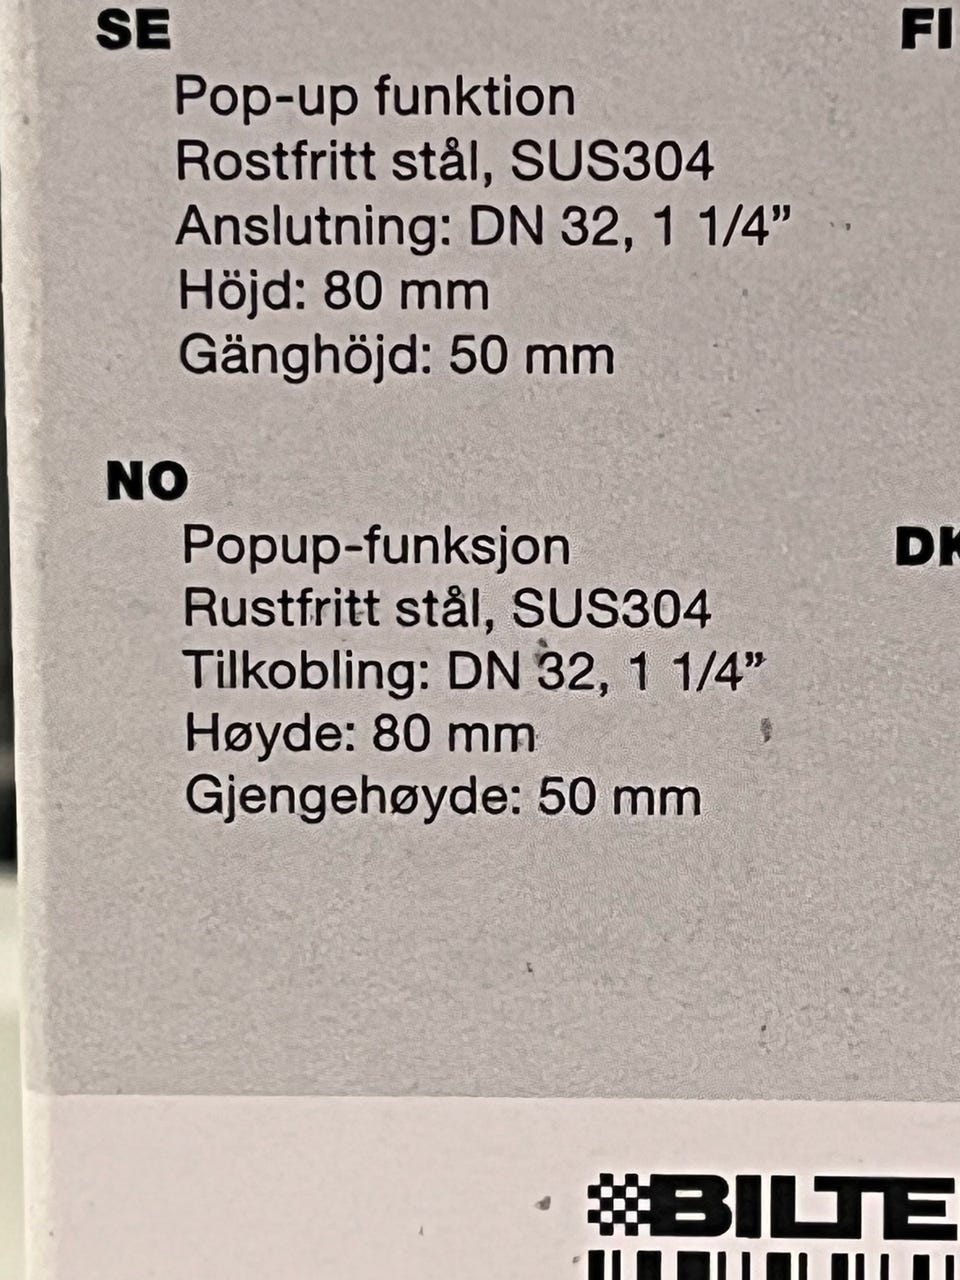 SE
Pop-up funktion
Rostfritt stål, SUS304
Anslutning: DN 32, 1 1/4”
Höjd: 80 mm
Gänghöjd: 50 mm
NO
Popup-funksjon
Rustfritt stål, SUS304
Tilkobling: DN 32, 1 1/4”
Høyde: 80 mm
Gjengehøyde: 50 mm
FI
DK
BILTE